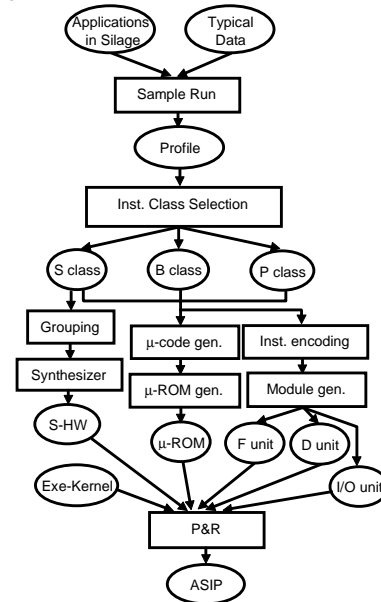 Applications
in Silage
Typical
Data
Sample Run
Profile
Inst. Class Selection
S class
B class
P class
Grouping
μ-code gen.
Inst. encoding
Synthesizer
μ-ROM gen.
Module gen.
S-HW
μ-ROM
F unit
D unit
Exe-Kernel
I/O unit
P&R
ASIP